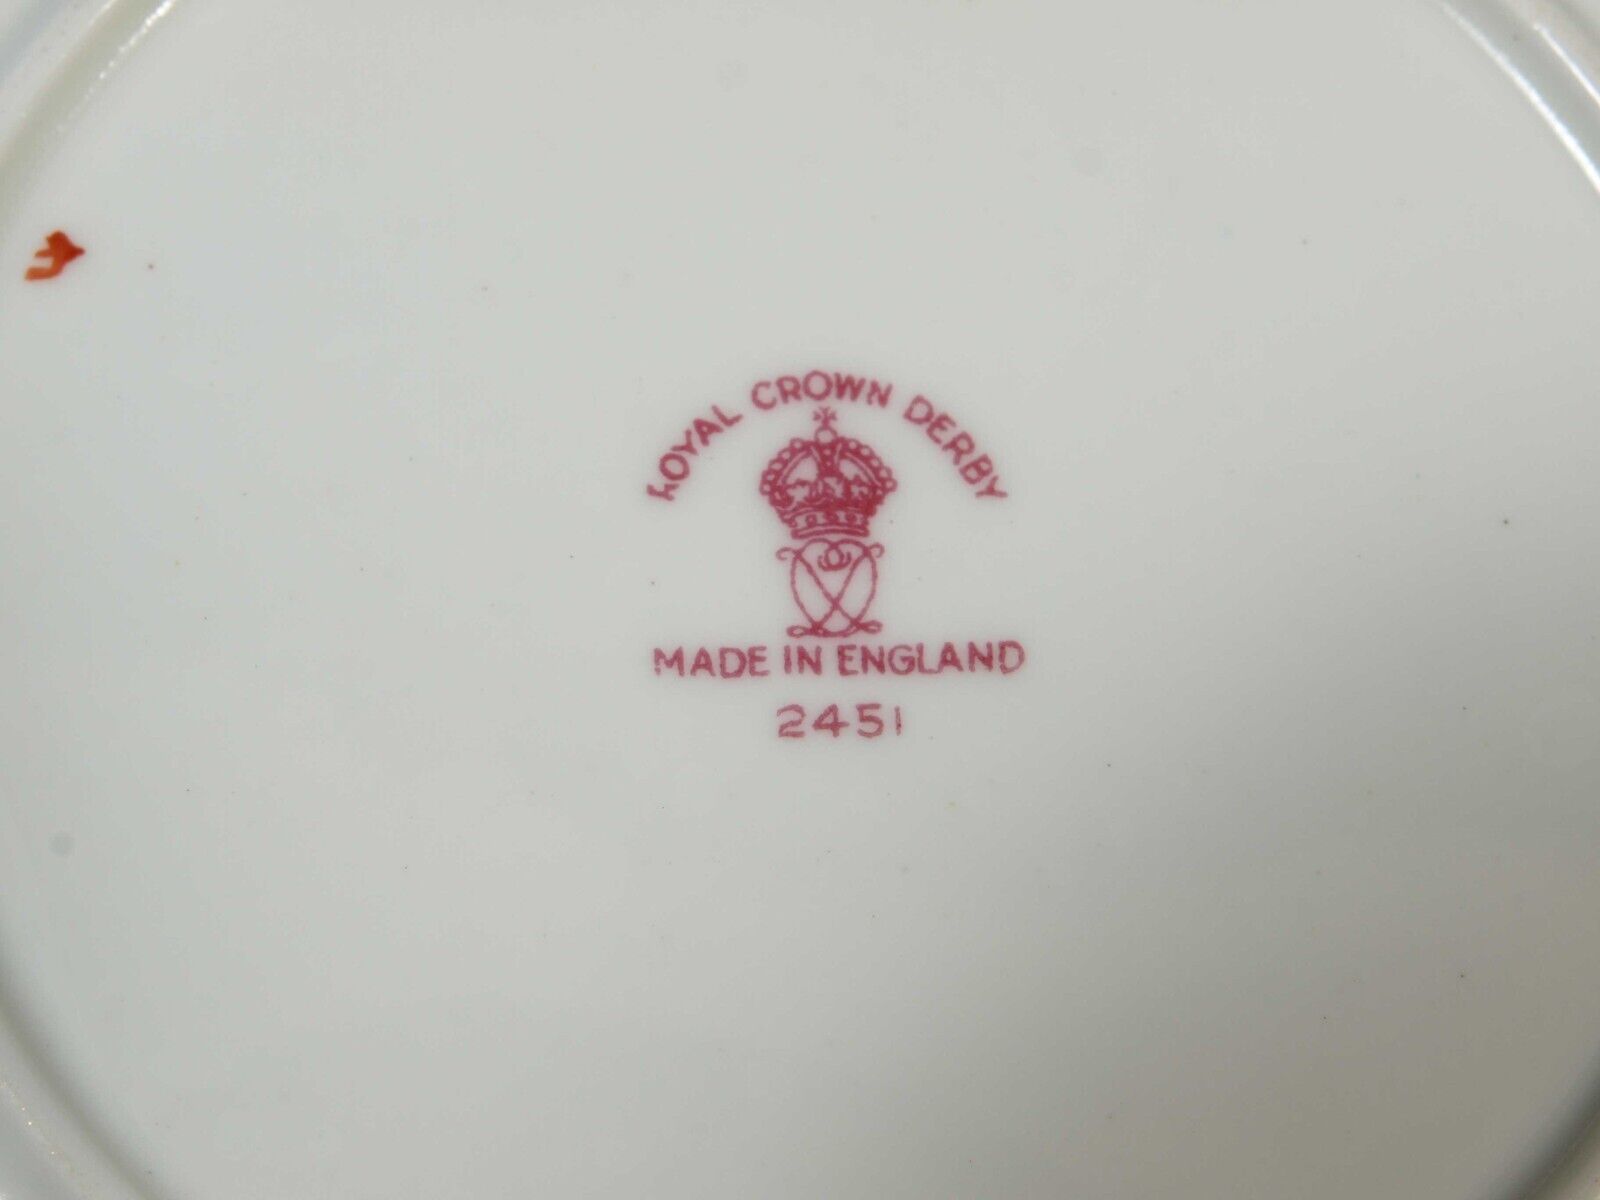 ROYAL CROWN DERBY
MADE IN ENGLAND
2451